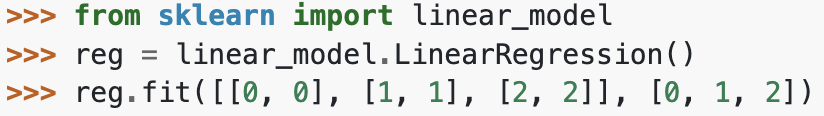 >>> from sklearn import linear_model
>>> reg = linear_model.LinearRegression()
>>> reg.fit([[0, 0], [1, 1], [2, 2]], [0, 1, 2])